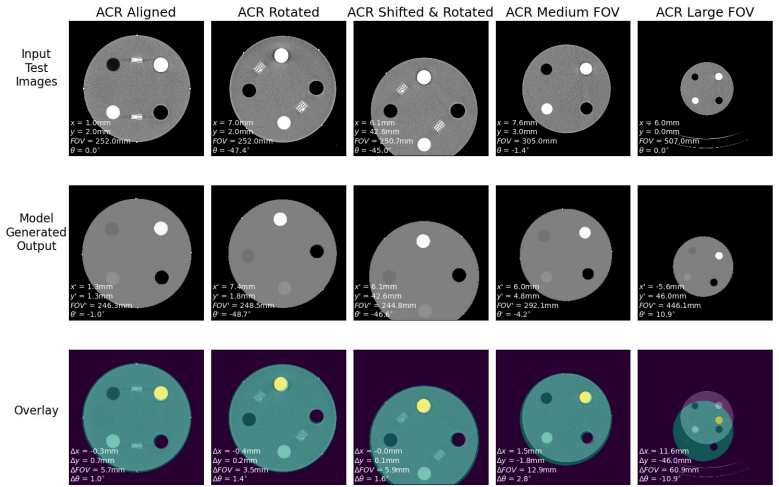 ACR Aligned
ACR Rotated
ACR Shifted & Rotated
ACR Medium FOV
ACR Large FOV
Input
Test
Images
x = 1.0mm
y = 2.0mm
FOV = 252.0mm
θ = 0.0°
x = 7.0mm
y = 2.0mm
FOV = 252.0mm
θ = -47.4°
x = 6.1mm
y = 42.6mm
FOV = 250.7mm
θ = -45.0°
x = 7.6mm
y = 3.0mm
FOV = 305.0mm
θ = -1.4°
x = 6.0mm
y = 0.0mm
FOV = 507.0mm
θ = 0.0°
Model
Generated
Output
x' = 1.3mm
y' = 1.3mm
FOV' = 246.3mm
θ' = -1.0°
x' = 7.4mm
y' = 1.8mm
FOV' = 248.5mm
θ' = -48.7°
x' = 6.1mm
y' = 42.6mm
FOV' = 244.8mm
θ' = -46.6°
x' = 6.0mm
y' = 4.8mm
FOV' = 292.1mm
θ' = -4.2°
x' = -5.6mm
y' = 46.0mm
FOV' = 446.1mm
θ' = 10.9°
Overlay
Δx = -0.3mm
Δy = 0.7mm
ΔFOV = 5.7mm
Δθ = 1.0°
Δx = -0.4mm
Δy = 0.2mm
ΔFOV = 3.5mm
Δθ = 1.4°
Δx = -0.0mm
Δy = 0.1mm
ΔFOV = 5.9mm
Δθ = 1.6°
Δx = 1.5mm
Δy = -1.8mm
ΔFOV = 12.9mm
Δθ = 2.8°
Δx = 11.6mm
Δy = -46.0mm
ΔFOV = 60.9mm
Δθ = -10.9°